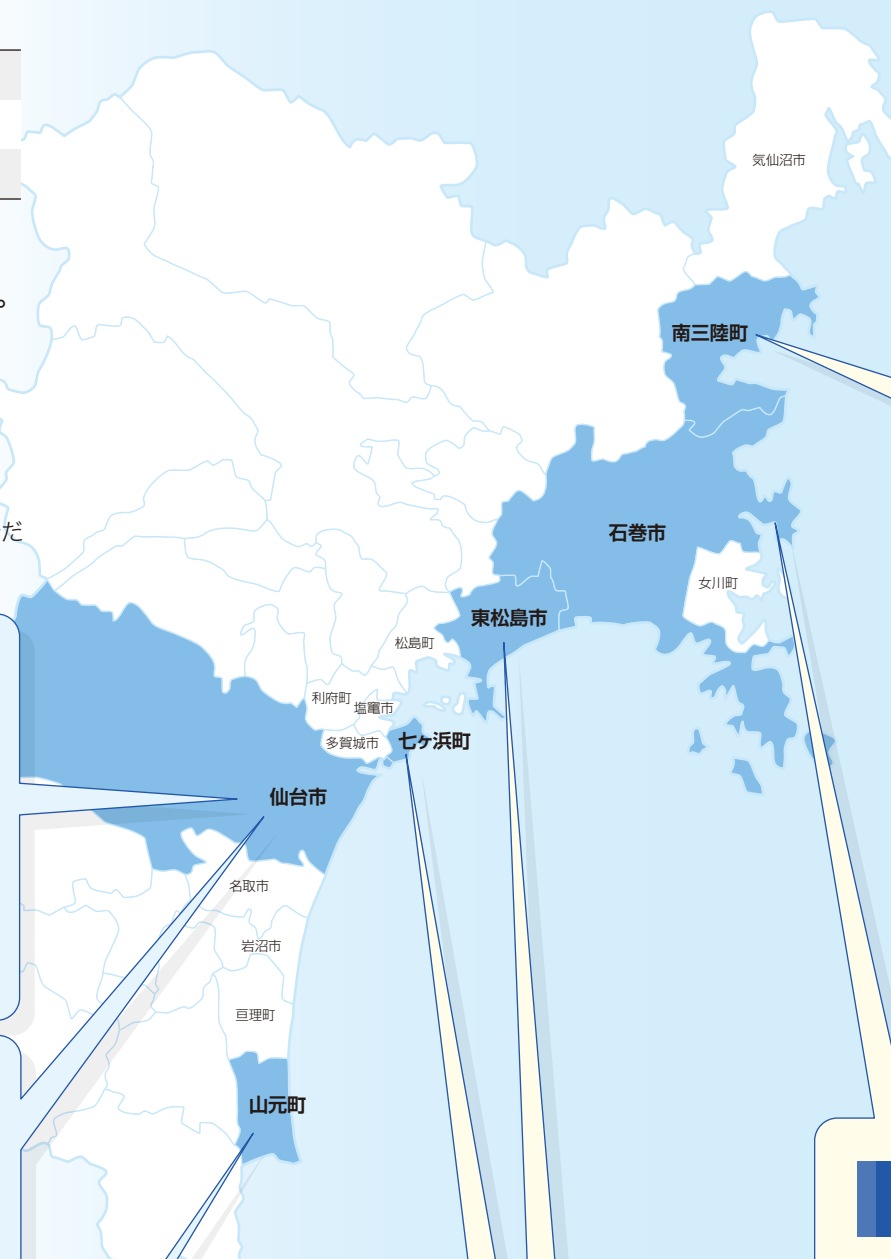 気仙沼市
。
南三陸町
だ
石巻市
女川町
東松島市
松島町
利府町
塩竈市
多賀城市
七ヶ浜町
仙台市
名取市
岩沼市
亘理町
山元町